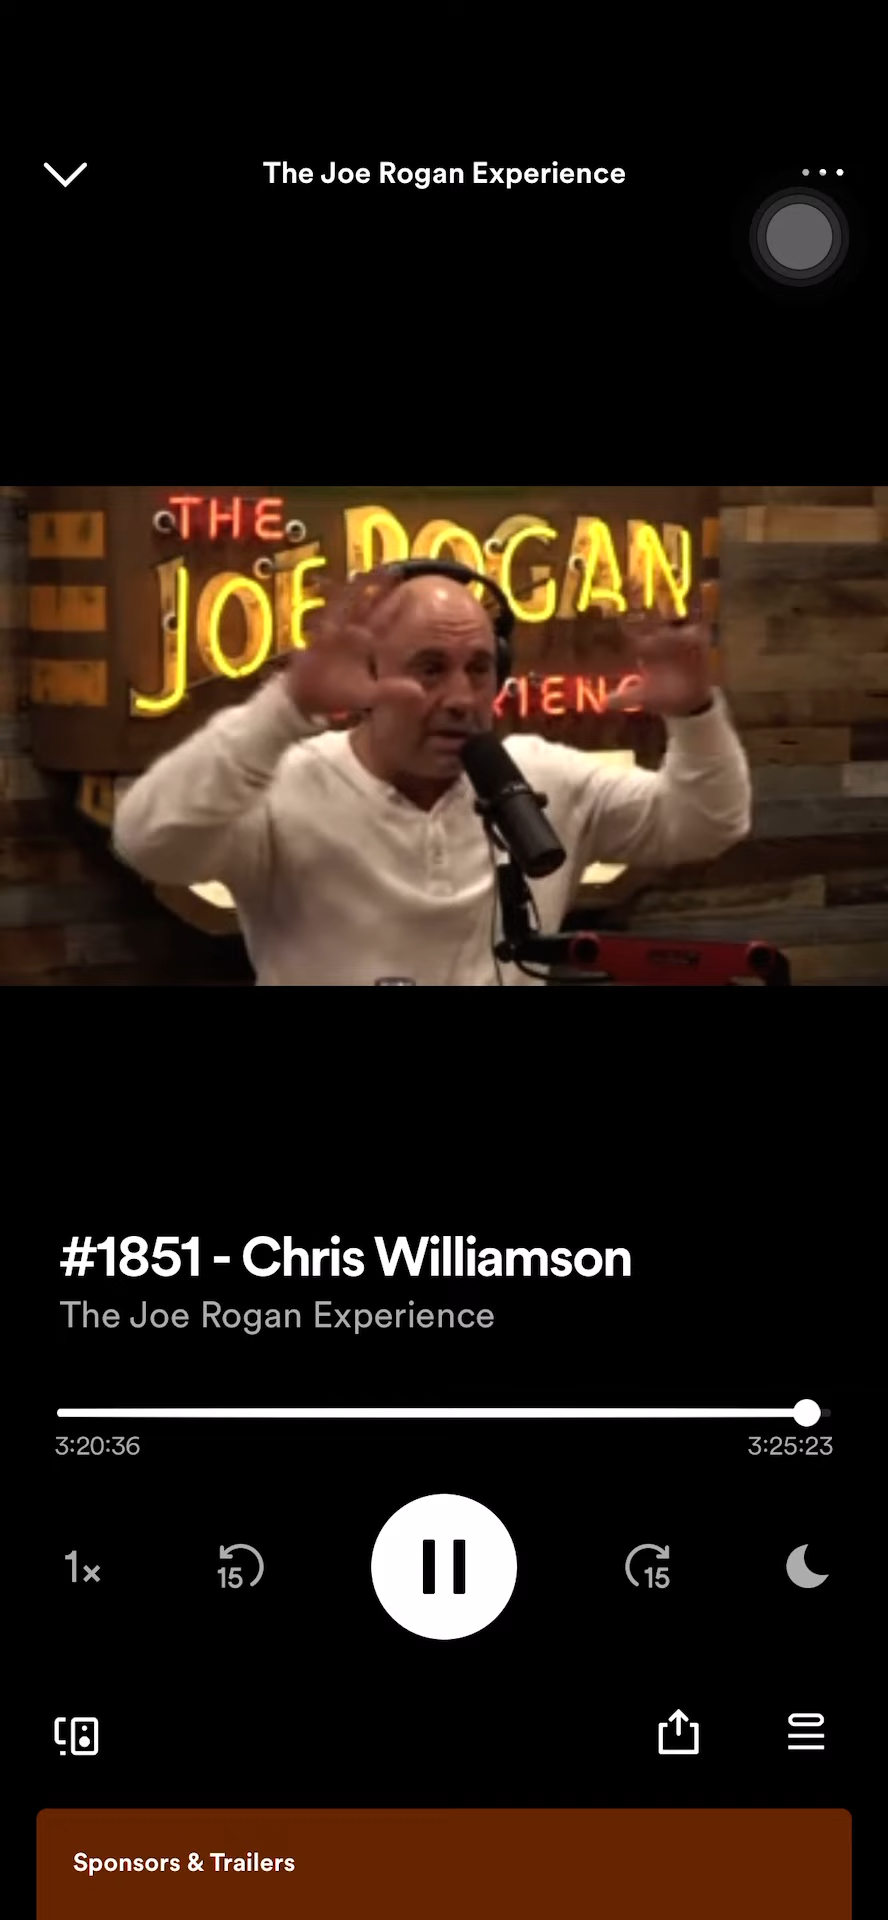 The Joe Rogan Experience
THE
JOE ROGAN
#1851 - Chris Williamson
The Joe Rogan Experience
3:20:36
3:25:23
1x
15
15
Sponsors & Trailers